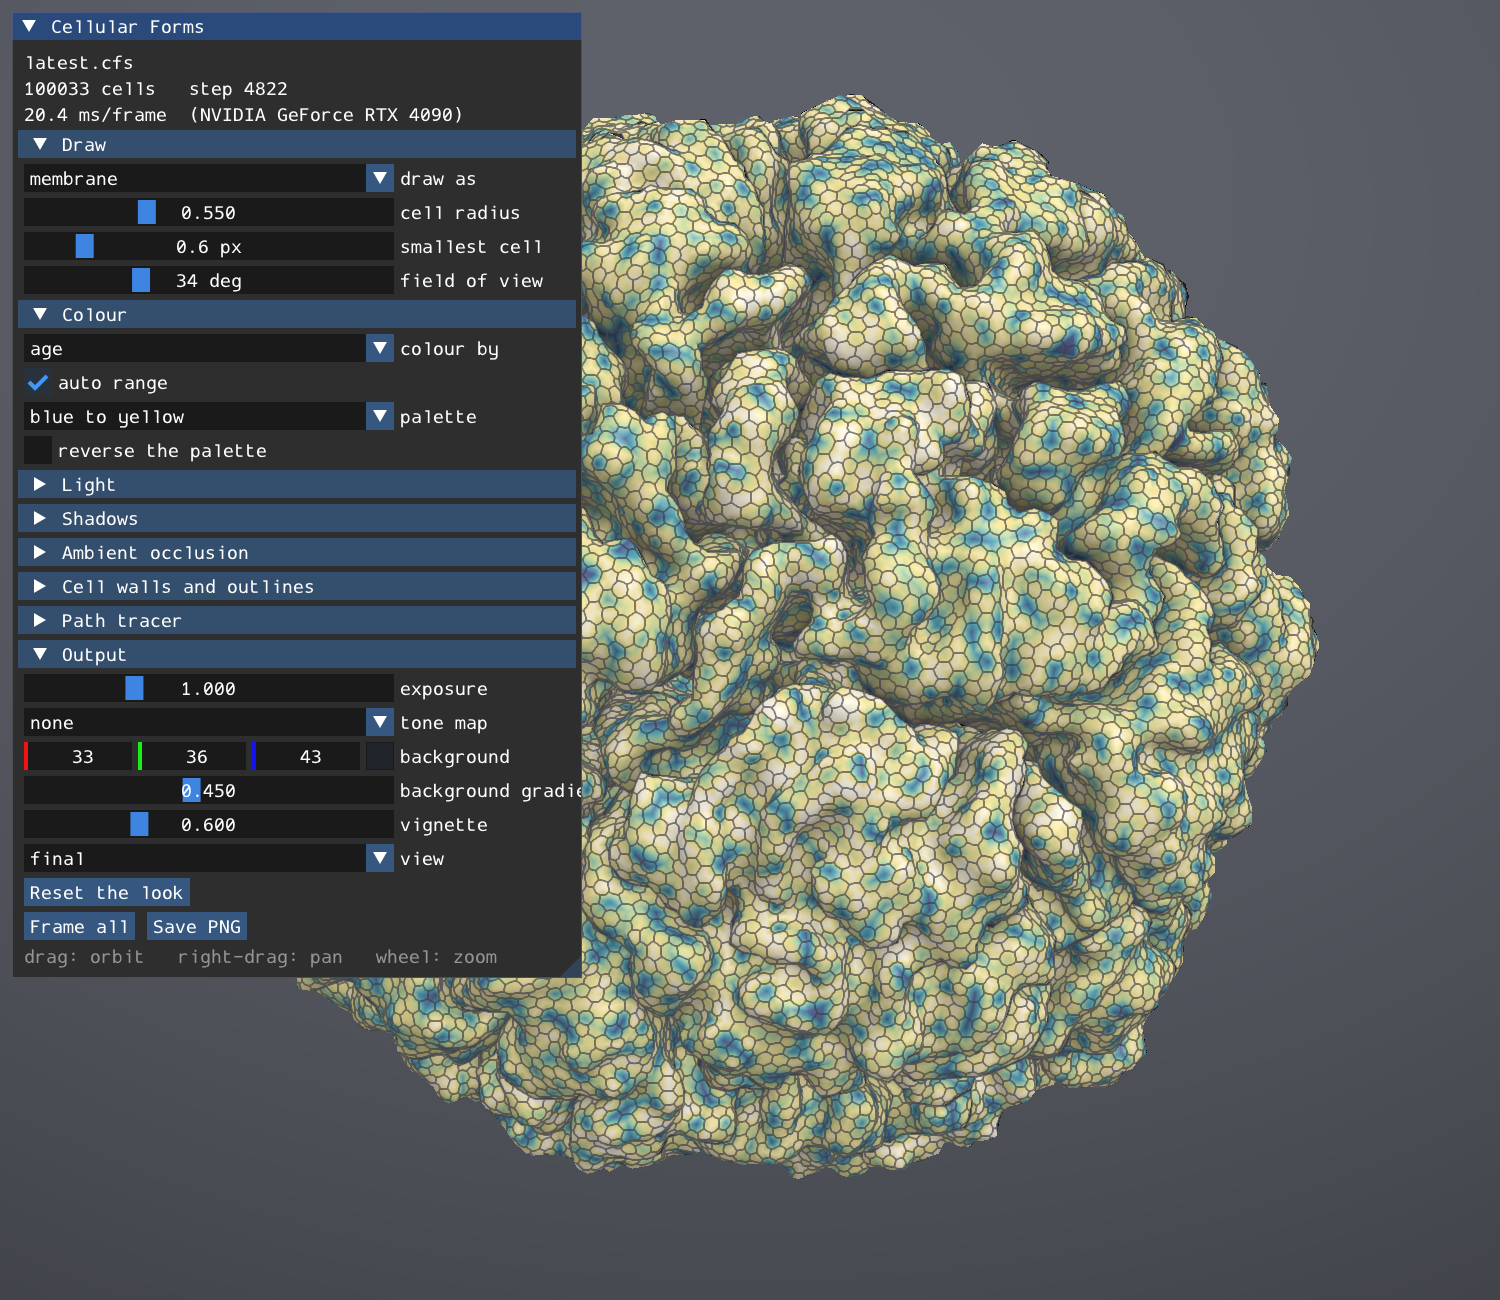 Cellular Forms
latest.cfs
100033 cells step 4822
20.4 ms/frame (NVIDIA GeForce RTX 4090)
Draw
membrane draw as
0.550 cell radius
0.6 px smallest cell
34 deg field of view
Colour
age colour by
auto range
blue to yellow palette
reverse the palette
Light
Shadows
Ambient occlusion
Cell walls and outlines
Path tracer
Output
1.000 exposure
none tone map
33 36 43 background
0.450 background gradie
0.600 vignette
final view
Reset the look
Frame all Save PNG
drag: orbit right-drag: pan wheel: zoom